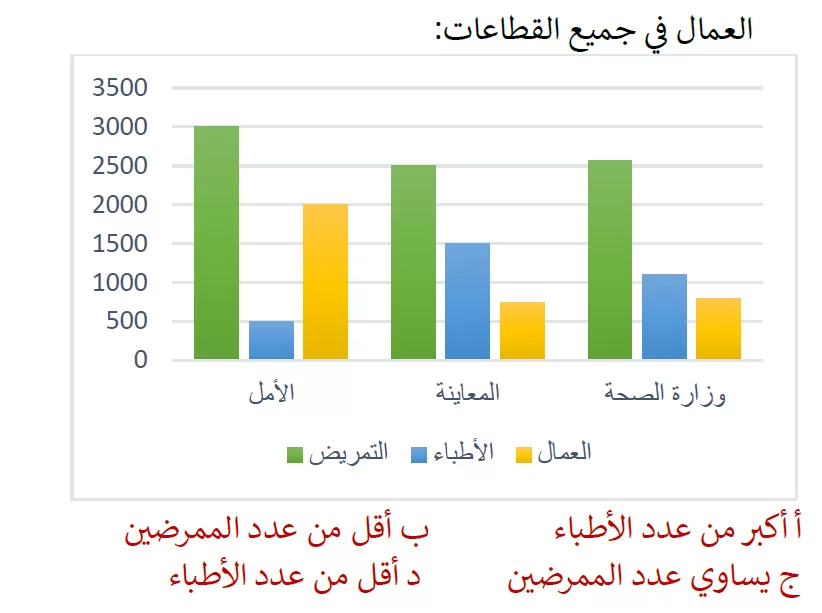 العمال في جميع القطاعات:
3500
3000
2500
2000
1500
1000
500
0
الأمل المعاينة وزارة الصحة
التمريض الأطباء العمال
أ أكبر من عدد الأطباء ب أقل من عدد الممرضين
ج يساوي عدد الممرضين د أقل من عدد الأطباء